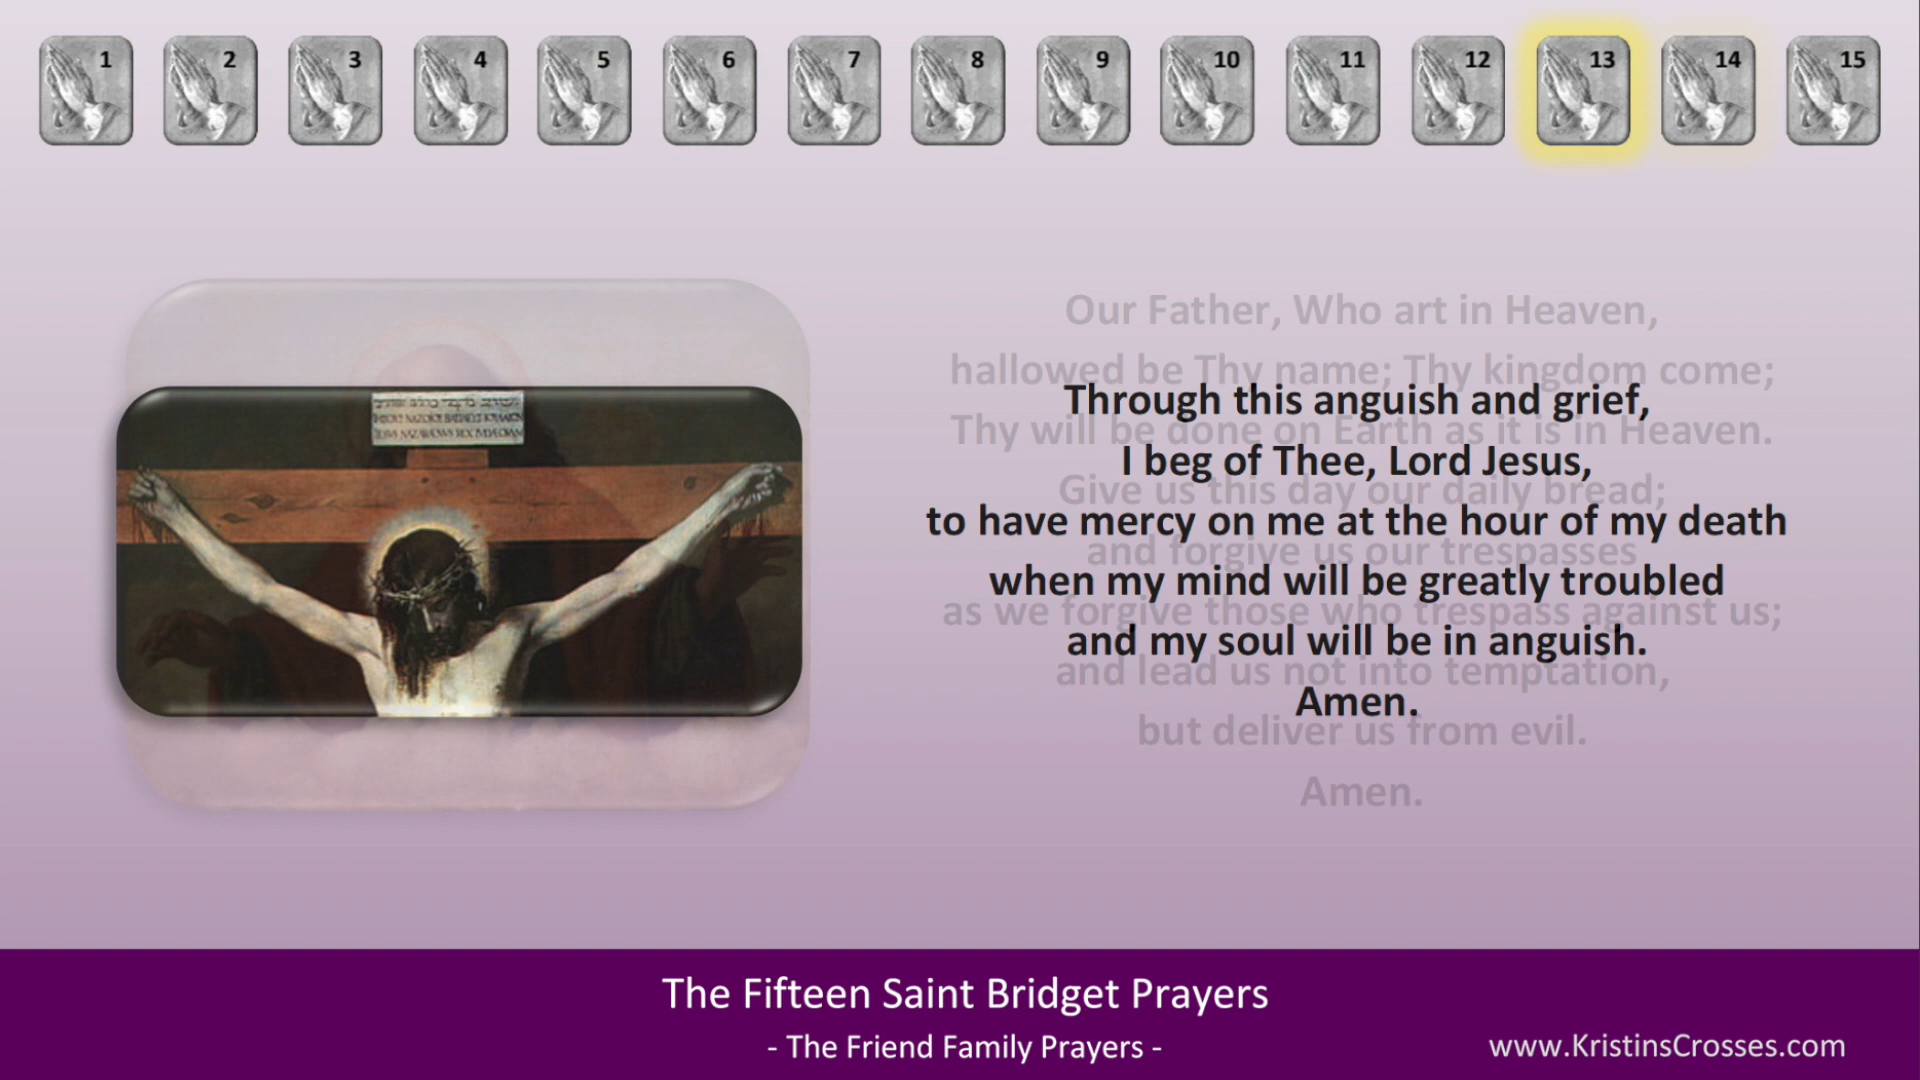 1 2 3 4 5 6 7 8 9 10 11 12 13 14 15
Our Father, Who art in Heaven,
hallowed be Thy name; Thy kingdom come;
Thy will be done on Earth as it is in Heaven.
Give us this day our daily bread;
and forgive us our trespasses
as we forgive those who trespass against us;
and lead us not into temptation,
but deliver us from evil.
Amen.
Through this anguish and grief,
I beg of Thee, Lord Jesus,
to have mercy on me at the hour of my death
when my mind will be greatly troubled
and my soul will be in anguish.
Amen.
The Fifteen Saint Bridget Prayers
- The Friend Family Prayers -
www.KristinsCrosses.com